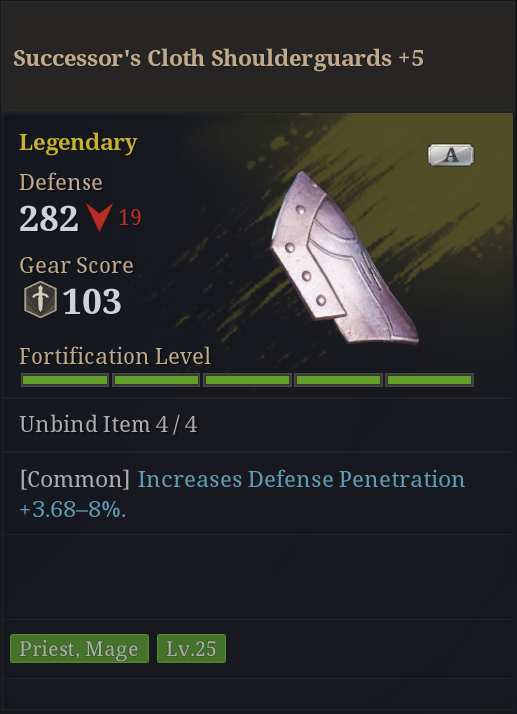 Successor's Cloth Shoulderguards +5
Legendary
A
Defense
282 19
Gear Score
103
Fortification Level
Unbind Item 4 / 4
[Common] Increases Defense Penetration
+3.68–8%.
Priest, Mage Lv.25